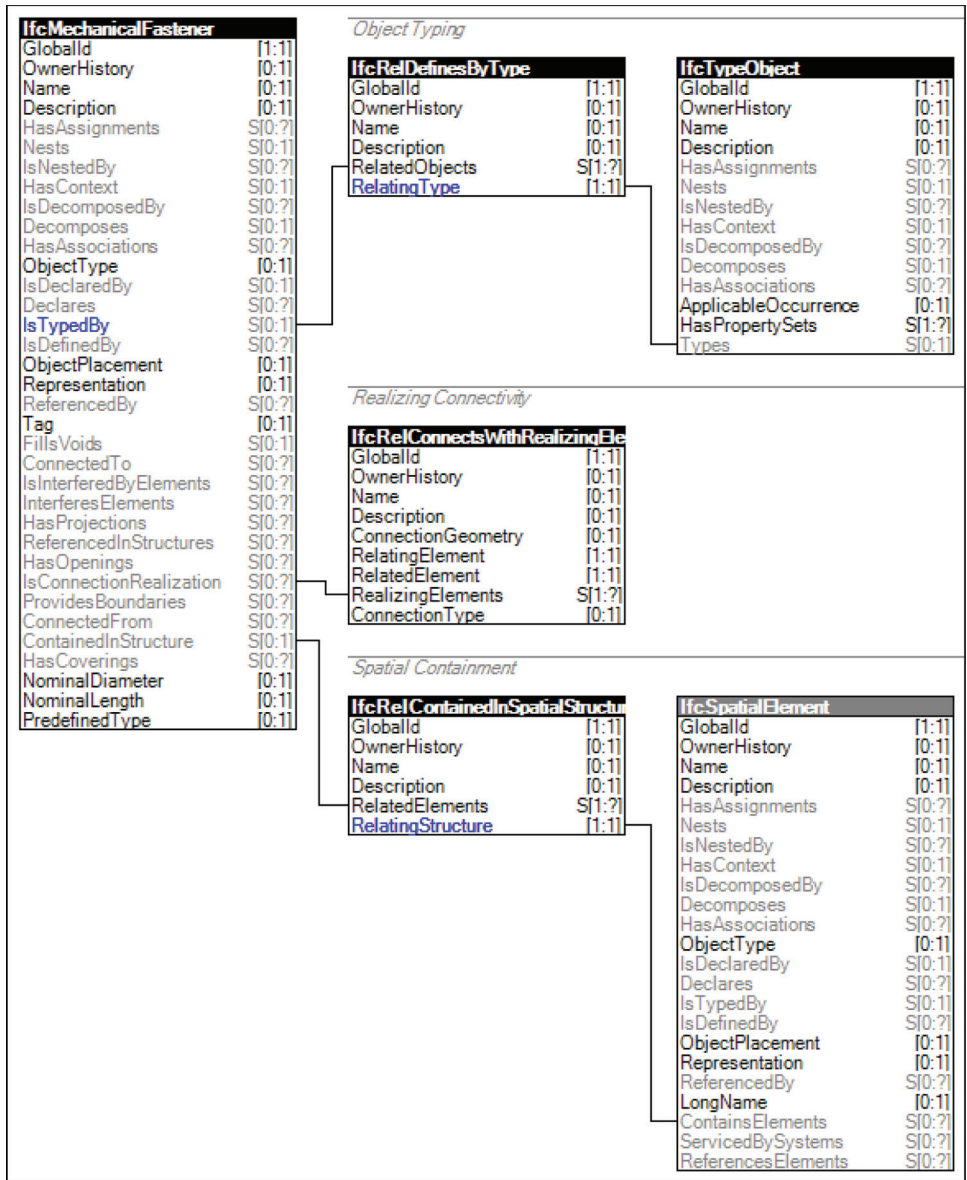 IfcMechanicalFastener
GlobalId [1:1]
OwnerHistory [0:1]
Name [0:1]
Description [0:1]
HasAssignments S[0:?]
Nests S[0:1]
IsNestedBy S[0:?]
HasContext S[0:1]
IsDecomposedBy S[0:?]
Decomposes S[0:1]
HasAssociations S[0:?]
ObjectType [0:1]
IsDeclaredBy S[0:1]
Declares S[0:?]
IsTypedBy S[0:1]
IsDefinedBy S[0:?]
ObjectPlacement [0:1]
Representation [0:1]
ReferencedBy S[0:?]
Tag [0:1]
FillsVoids S[0:1]
ConnectedTo S[0:?]
IsInterferedByElements S[0:?]
InterferesElements S[0:?]
HasProjections S[0:?]
ReferencedInStructures S[0:?]
HasOpenings S[0:?]
IsConnectionRealization S[0:?]
ProvidesBoundaries S[0:?]
ConnectedFrom S[0:?]
ContainedInStructure S[0:1]
HasCoverings S[0:?]
NominalDiameter [0:1]
NominalLength [0:1]
PredefinedType [0:1]
Object Typing
IfcRelDefinesByType
GlobalId [1:1]
OwnerHistory [0:1]
Name [0:1]
Description [0:1]
RelatedObjects S[1:?]
RelatingType [1:1]
IfcTypeObject
GlobalId [1:1]
OwnerHistory [0:1]
Name [0:1]
Description [0:1]
HasAssignments S[0:?]
Nests S[0:1]
IsNestedBy S[0:?]
HasContext S[0:1]
IsDecomposedBy S[0:?]
Decomposes S[0:1]
HasAssociations S[0:?]
ApplicableOccurrence [0:1]
HasPropertySets S[1:?]
Types S[0:1]
Realizing Connectivity
IfcRelConnectsWithRealizingEle
GlobalId [1:1]
OwnerHistory [0:1]
Name [0:1]
Description [0:1]
ConnectionGeometry [0:1]
RelatingElement [1:1]
RelatedElement [1:1]
RealizingElements S[1:?]
ConnectionType [0:1]
Spatial Containment
IfcRelContainedInSpatialStructur
GlobalId [1:1]
OwnerHistory [0:1]
Name [0:1]
Description [0:1]
RelatedElements S[1:?]
RelatingStructure [1:1]
IfcSpatialElement
GlobalId [1:1]
OwnerHistory [0:1]
Name [0:1]
Description [0:1]
HasAssignments S[0:?]
Nests S[0:1]
IsNestedBy S[0:?]
HasContext S[0:1]
IsDecomposedBy S[0:?]
Decomposes S[0:1]
HasAssociations S[0:?]
ObjectType [0:1]
IsDeclaredBy S[0:1]
Declares S[0:?]
IsTypedBy S[0:1]
IsDefinedBy S[0:?]
ObjectPlacement [0:1]
Representation [0:1]
ReferencedBy S[0:?]
LongName [0:1]
ContainsElements S[0:?]
ServicedBySystems S[0:?]
ReferencesElements S[0:?]